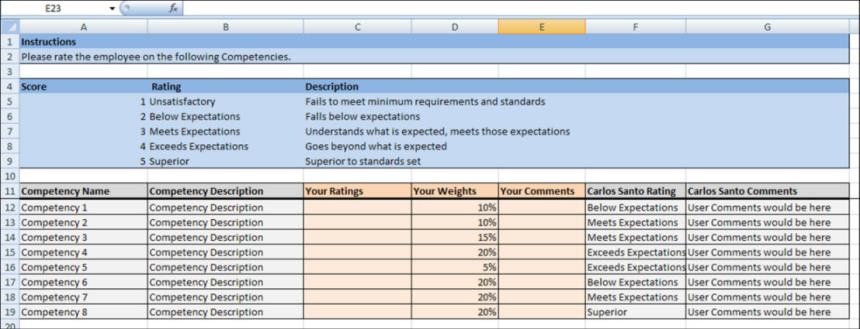 E23 fx
A B C D E F G
1 Instructions
2 Please rate the employee on the following Competencies.
3
4 Score Rating Description
5 1 Unsatisfactory Fails to meet minimum requirements and standards
6 2 Below Expectations Falls below expectations
7 3 Meets Expectations Understands what is expected, meets those expectations
8 4 Exceeds Expectations Goes beyond what is expected
9 5 Superior Superior to standards set
10
11 Competency Name Competency Description Your Ratings Your Weights Your Comments Carlos Santo Rating Carlos Santo Comments
12 Competency 1 Competency Description 10% Below Expectations User Comments would be here
13 Competency 2 Competency Description 10% Meets Expectations User Comments would be here
14 Competency 3 Competency Description 15% Meets Expectations User Comments would be here
15 Competency 4 Competency Description 20% Exceeds Expectations User Comments would be here
16 Competency 5 Competency Description 5% Exceeds Expectations User Comments would be here
17 Competency 6 Competency Description 20% Below Expectations User Comments would be here
18 Competency 7 Competency Description 20% Meets Expectations User Comments would be here
19 Competency 8 Competency Description 20% Superior User Comments would be here
20